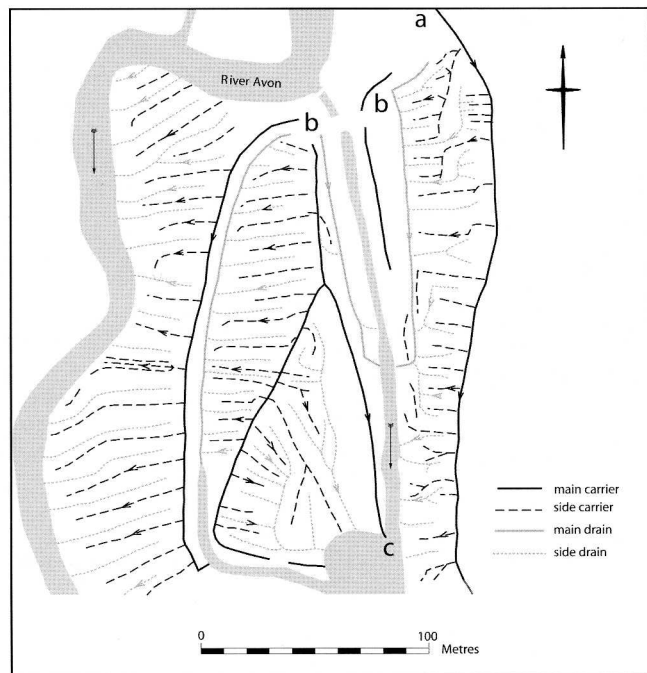 a
River Avon
b
b
c
main carrier
side carrier
main drain
side drain
0
100
Metres